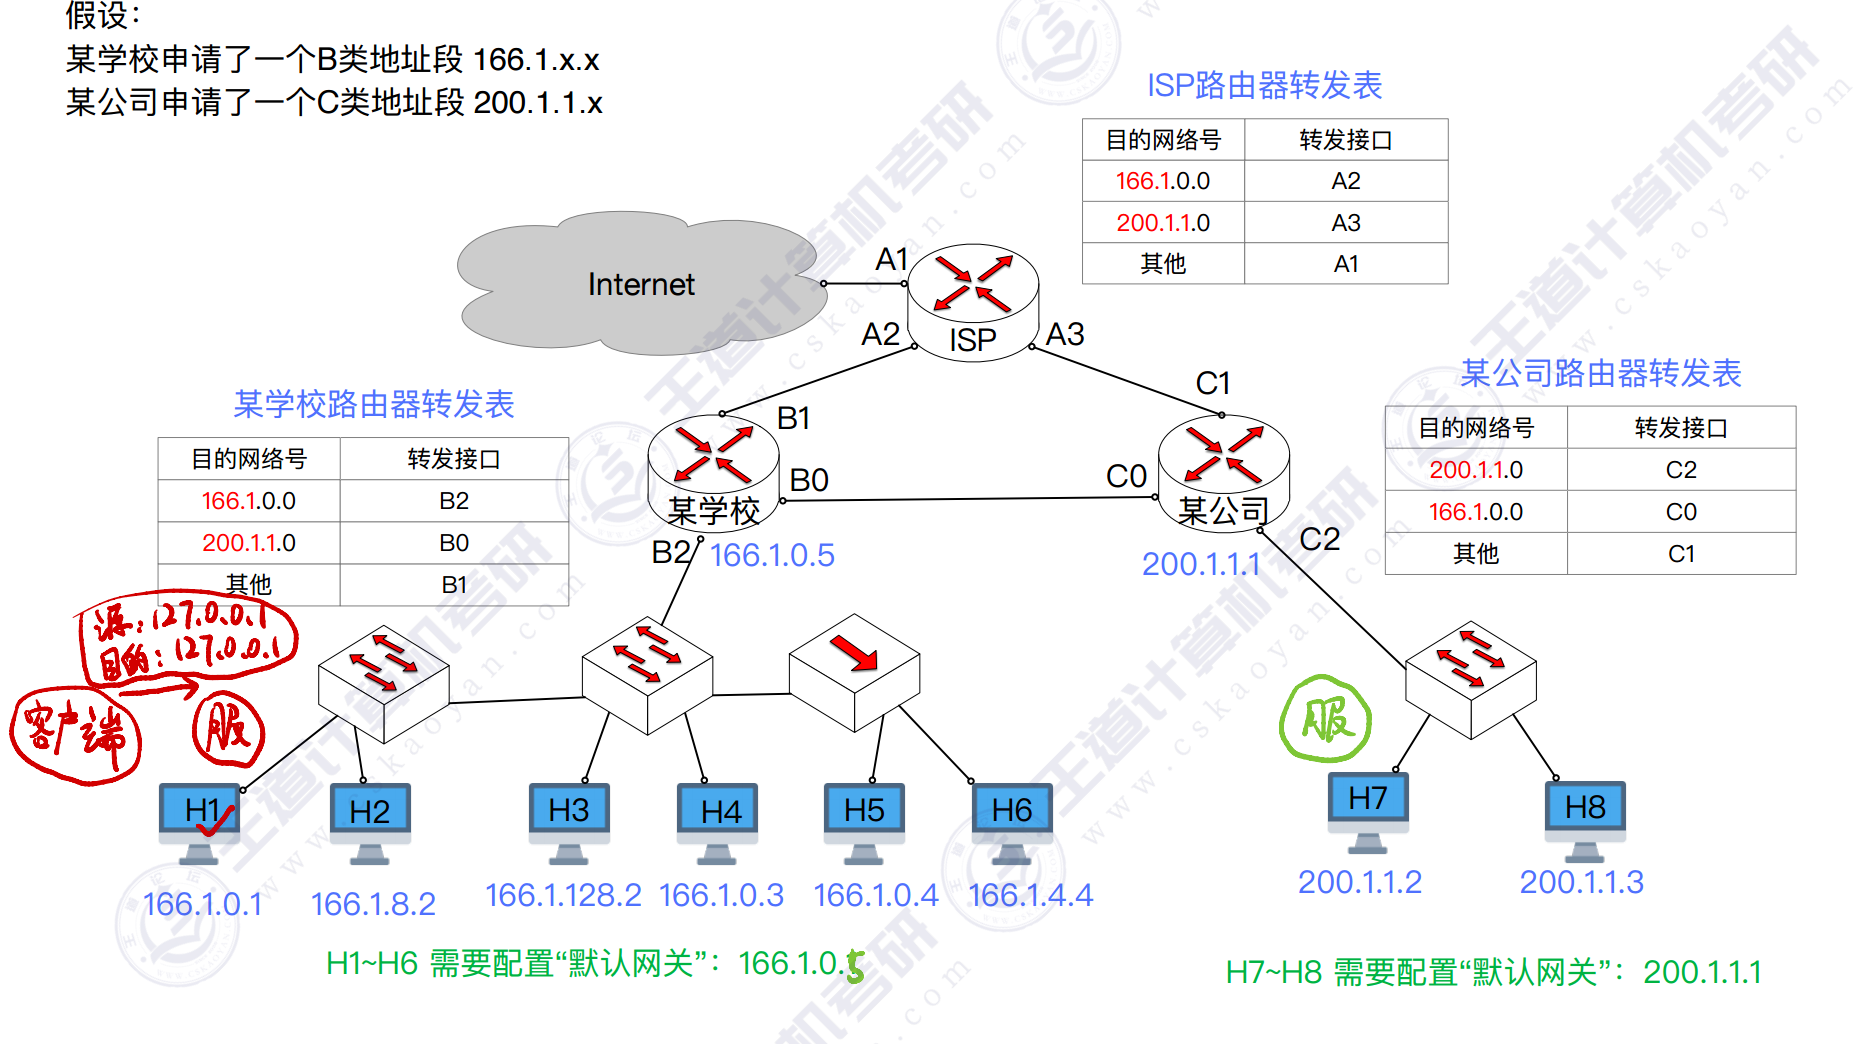 假设：
某学校申请了一个B类地址段 166.1.x.x
某公司申请了一个C类地址段 200.1.1.x
ISP路由器转发表
目的网络号 转发接口
166.1.0.0 A2
200.1.1.0 A3
其他 A1
Internet
A1
A2
ISP
A3
某学校路由器转发表
目的网络号 转发接口
166.1.0.0 B2
200.1.1.0 B0
其他 B1
某公司路由器转发表
目的网络号 转发接口
200.1.1.0 C2
166.1.0.0 C0
其他 C1
B1
B0
某学校
B2
166.1.0.5
C1
C0
某公司
C2
200.1.1.1
源：127.0.0.1
目的：127.0.0.1
客户端
服
服
H1
H2
H3
H4
H5
H6
H7
H8
166.1.0.1
166.1.8.2
166.1.128.2
166.1.0.3
166.1.0.4
166.1.4.4
200.1.1.2
200.1.1.3
H1~H6 需要配置“默认网关”：166.1.0.5
H7~H8 需要配置“默认网关”：200.1.1.1
王道计算机考研
www.cskaoyan.com